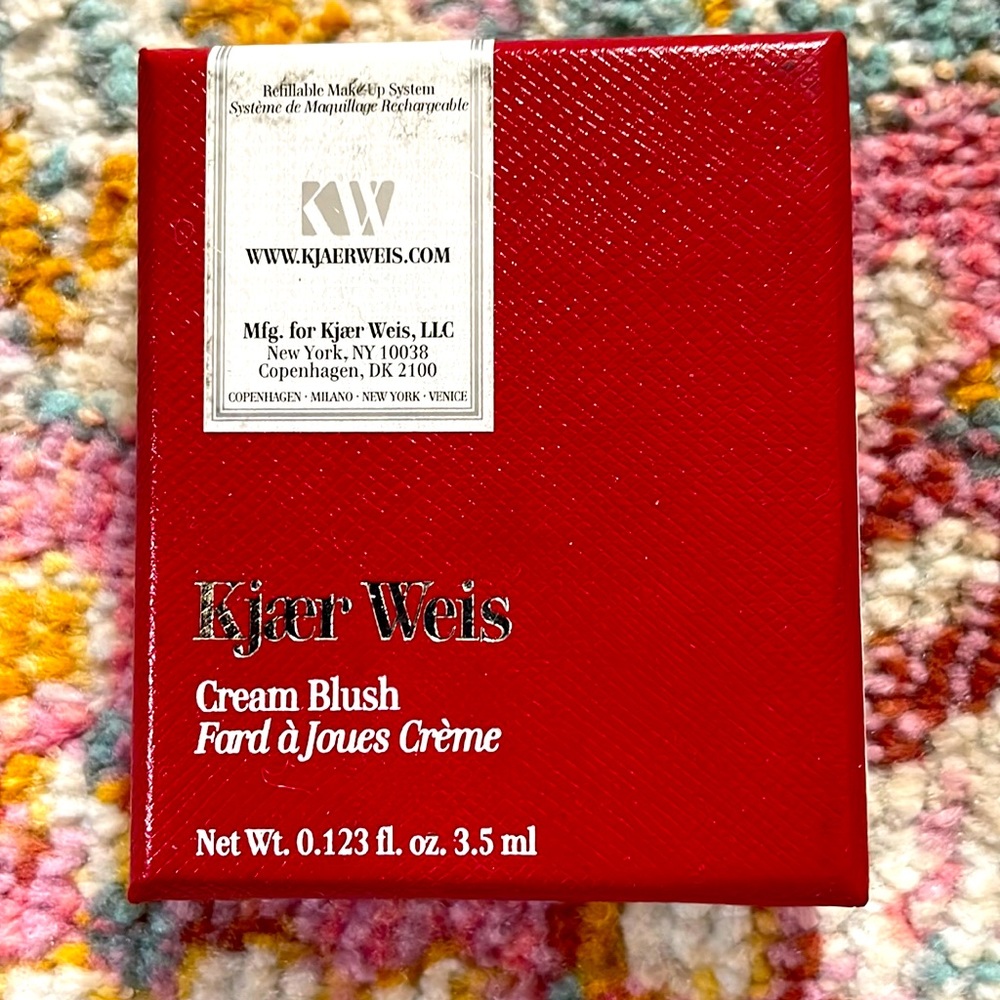 Refillable Make-Up System
Système de Maquillage Rechargeable
KW
WWW.KJAERWEIS.COM
Mfg. for Kjær Weis, LLC
New York, NY 10038
Copenhagen, DK 2100
COPENHAGEN · MILANO · NEW YORK · VENICE
Kjær Weis
Cream Blush
Fard à Joues Crème
Net Wt. 0.123 fl. oz. 3.5 ml